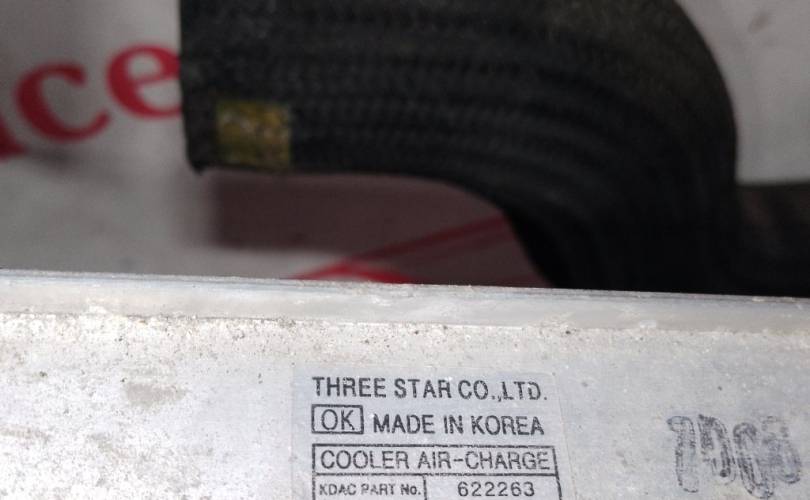 THREE STAR CO.,LTD.
OK MADE IN KOREA
COOLER AIR-CHARGE
KDAC PART No. 622263